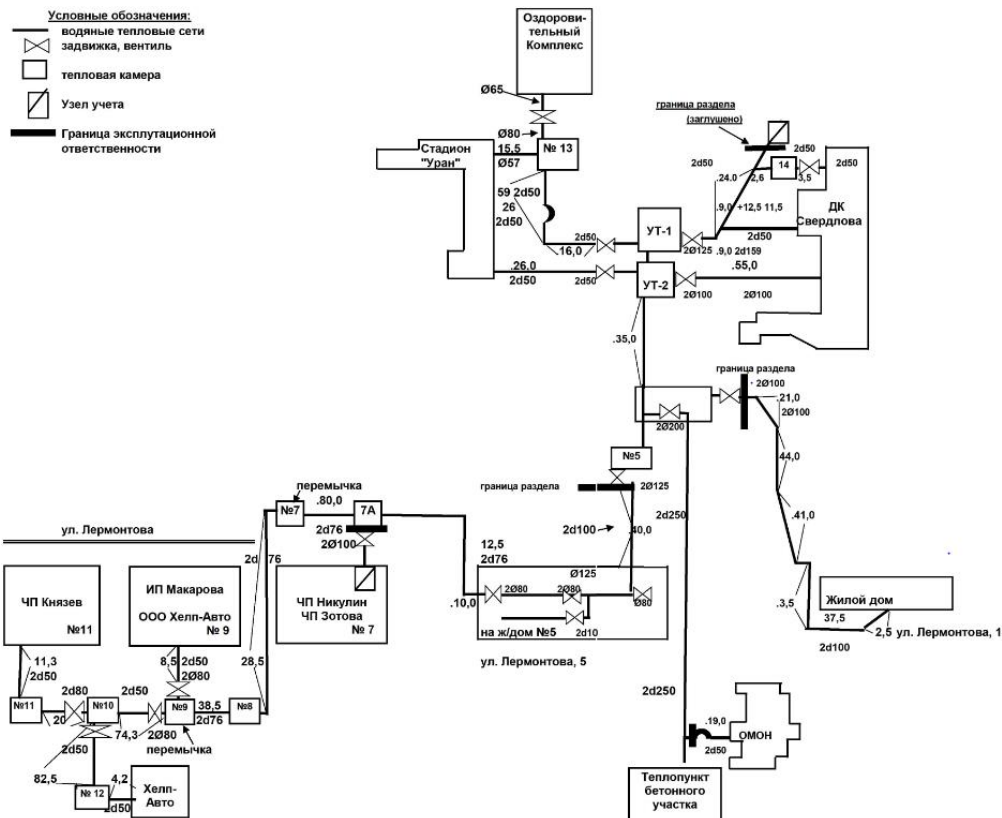 Условные обозначения:
водяные тепловые сети
задвижка, вентиль
тепловая камера
Узел учета
Граница эксплутационной
ответственности
Оздорови-
тельный
Комплекс
Ø65
Ø80
15,5
Ø57
№ 13
Стадион
"Уран"
59 2d50
26
2d50
2d50
16,0
.26.0
2d50
2d50
УТ-1
УТ-2
2Ø125
2Ø100
граница раздела
(заглушено)
2d50
2d50
2d50
14
.24.0
2,6
3,5
.9,0 +12,5 11,5
2d50
.9,0 2d159
.55,0
2Ø100
ДК
Свердлова
.35,0
2Ø200
№5
граница раздела
2Ø125
2d100
40,0
2d250
граница раздела
2Ø100
.21,0
2Ø100
44,0
.41,0
.3,5
Жилой дом
37,5
2,5 ул. Лермонтова, 1
2d100
перемычка
№7
.80,0
7А
2d76
2Ø100
ул. Лермонтова
2d 76
12,5
2d76
Ø125
2Ø80
2Ø80
Ø80
.10,0
на ж/дом №5
2d10
ул. Лермонтова, 5
ЧП Князев
№11
ИП Макарова
ООО Хелп-Авто
№ 9
ЧП Никулин
ЧП Зотова
№ 7
11,3
2d50
8,5
2d50
2Ø80
28,5
№11
2d80
20
№10
2d50
74,3
2Ø80
№9
38,5
2d76
№8
перемычка
2d50
82,5
№ 12
4,2
2d50
Хелп-
Авто
2d250
.19,0
2d50
ОМОН
Теплопункт
бетонного
участка